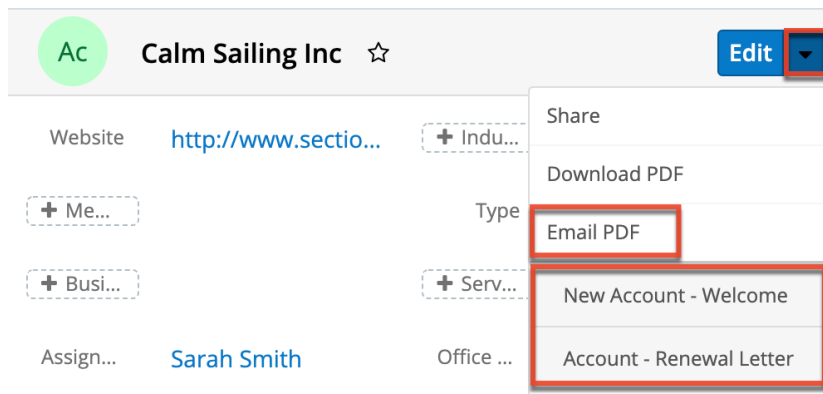 Ac Calm Sailing Inc Edit
Share
Website http://www.sectio... + Indu...
Download PDF
+ Me... Type
Email PDF
+ Busi... + Serv...
New Account - Welcome
Assign... Sarah Smith Office ...
Account - Renewal Letter